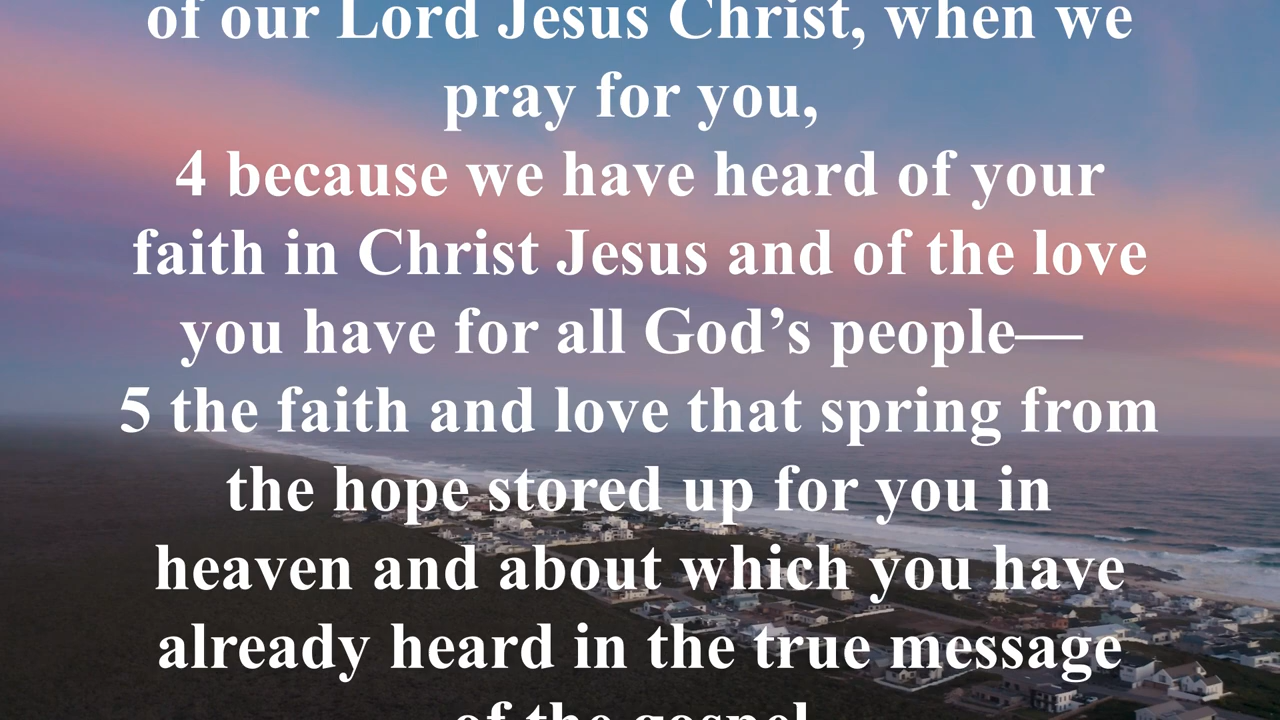 of our Lord Jesus Christ, when we
pray for you,
4 because we have heard of your
faith in Christ Jesus and of the love
you have for all God’s people—
5 the faith and love that spring from
the hope stored up for you in
heaven and about which you have
already heard in the true message
of the gospel